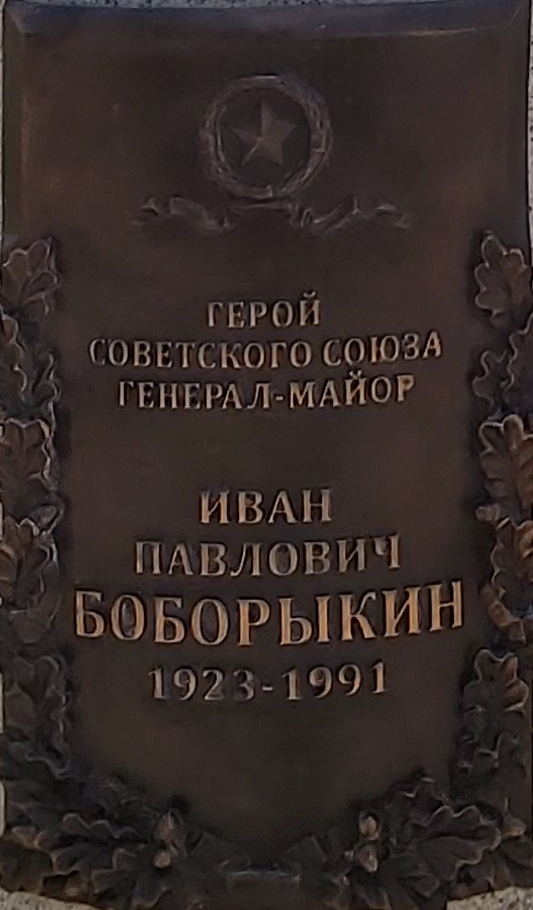 ГЕРОЙ
СОВЕТСКОГО СОЮЗА
ГЕНЕРАЛ-МАЙОР
ИВАН
ПАВЛОВИЧ
БОБОРЫКИН
1923-1991